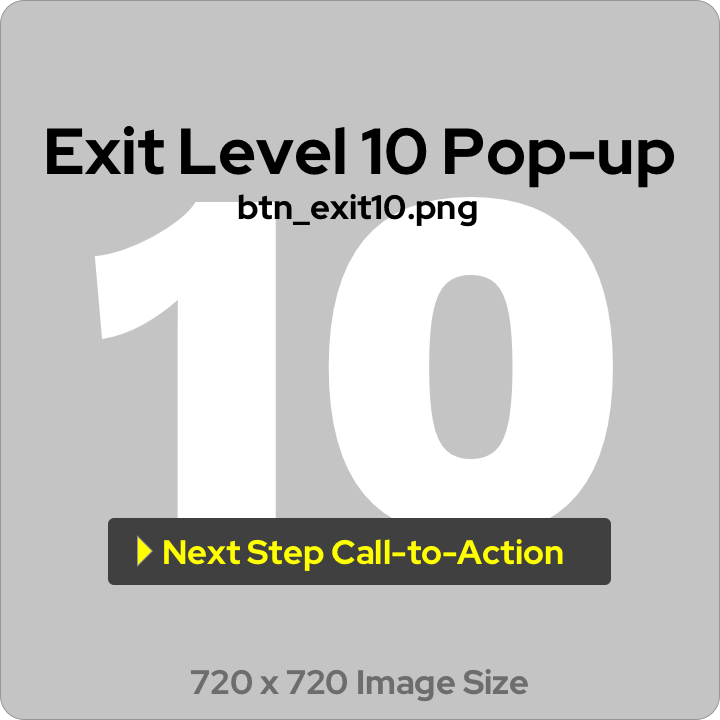 Exit Level 10 Pop-up
btn_exit10.png
10
Next Step Call-to-Action
720 x 720 Image Size